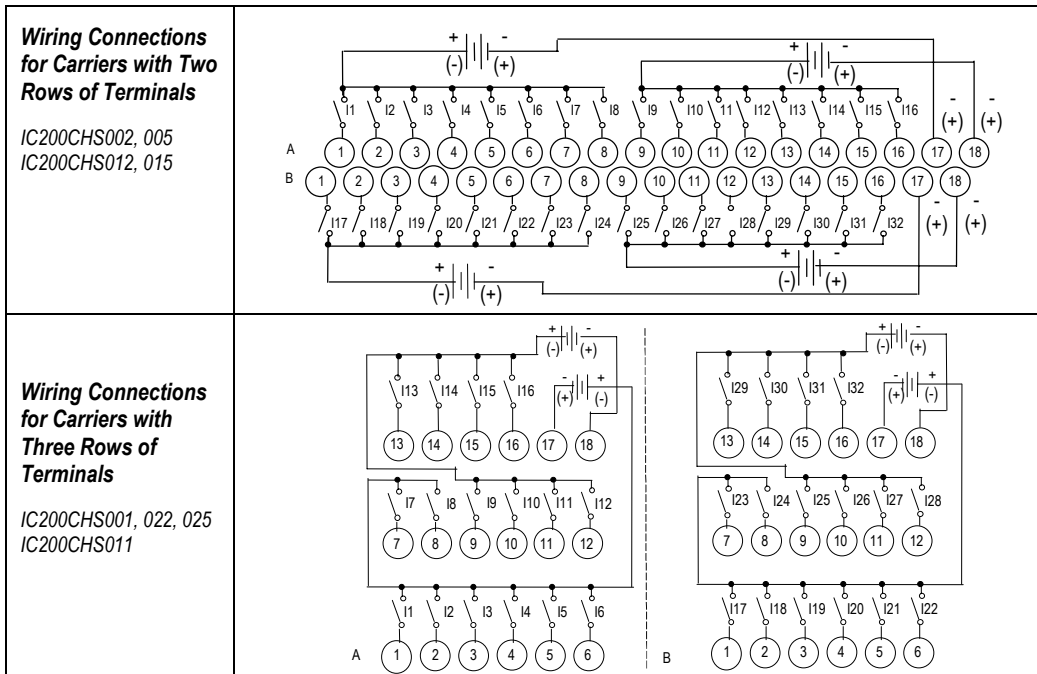 Wiring Connections
for Carriers with Two
Rows of Terminals
IC200CHS002, 005
IC200CHS012, 015
+ - + -
(-) (+) (-) (+)
I1 I2 I3 I4 I5 I6 I7 I8 I9 I10 I11 I12 I13 I14 I15 I16 - -
(+) (+)
A 1 2 3 4 5 6 7 8 9 10 11 12 13 14 15 16 17 18
B 1 2 3 4 5 6 7 8 9 10 11 12 13 14 15 16 17 18
I17 I18 I19 I20 I21 I22 I23 I24 I25 I26 I27 I28 I29 I30 I31 I32 - -
(+) (+)
+ - + -
(-) (+) (-) (+)
Wiring Connections
for Carriers with
Three Rows of
Terminals
IC200CHS001, 022, 025
IC200CHS011
+ -
(-) (+)
I13 I14 I15 I16 - +
(+) (-)
13 14 15 16 17 18
I7 I8 I9 I10 I11 I12
7 8 9 10 11 12
I1 I2 I3 I4 I5 I6
A 1 2 3 4 5 6
+ -
(-) (+)
I29 I30 I31 I32 - +
(+) (-)
13 14 15 16 17 18
I23 I24 I25 I26 I27 I28
7 8 9 10 11 12
I17 I18 I19 I20 I21 I22
B 1 2 3 4 5 6